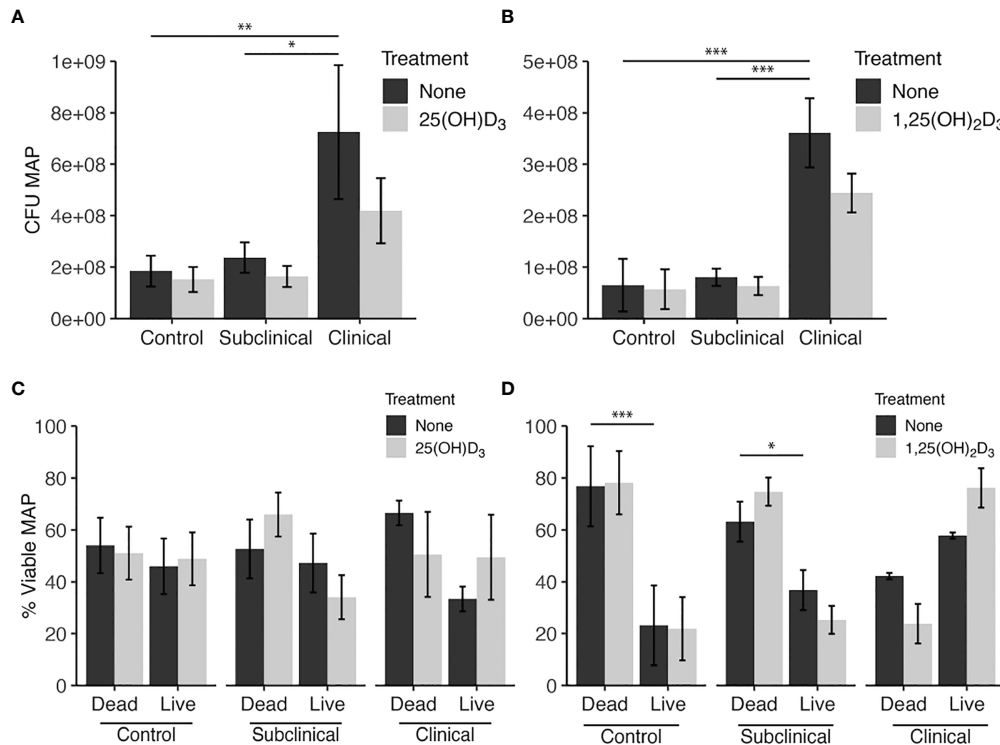 A
**
*
Treatment
None
25(OH)D₃
CFU MAP
1e+09
8e+08
6e+08
4e+08
2e+08
0e+00
Control
Subclinical
Clinical
B
***
***
Treatment
None
1,25(OH)₂D₃
5e+08
4e+08
3e+08
2e+08
1e+08
0e+00
Control
Subclinical
Clinical
C
Treatment
None
25(OH)D₃
% Viable MAP
100
80
60
40
20
0
Dead Live Dead Live Dead Live
Control Subclinical Clinical
D
***
*
Treatment
None
1,25(OH)₂D₃
100
80
60
40
20
0
Dead Live Dead Live Dead Live
Control Subclinical Clinical